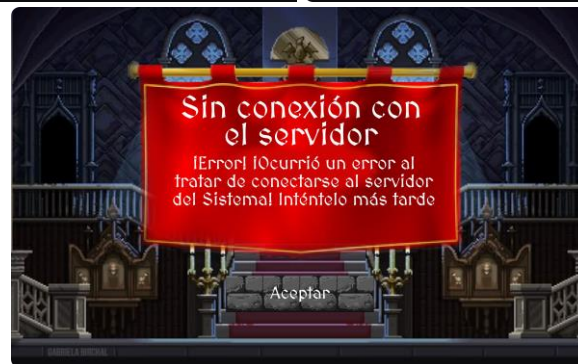 Sin conexión con
el servidor
¡Error! ¡Ocurrió un error al
tratar de conectarse al servidor
del Sistema! Inténtelo más tarde
Aceptar